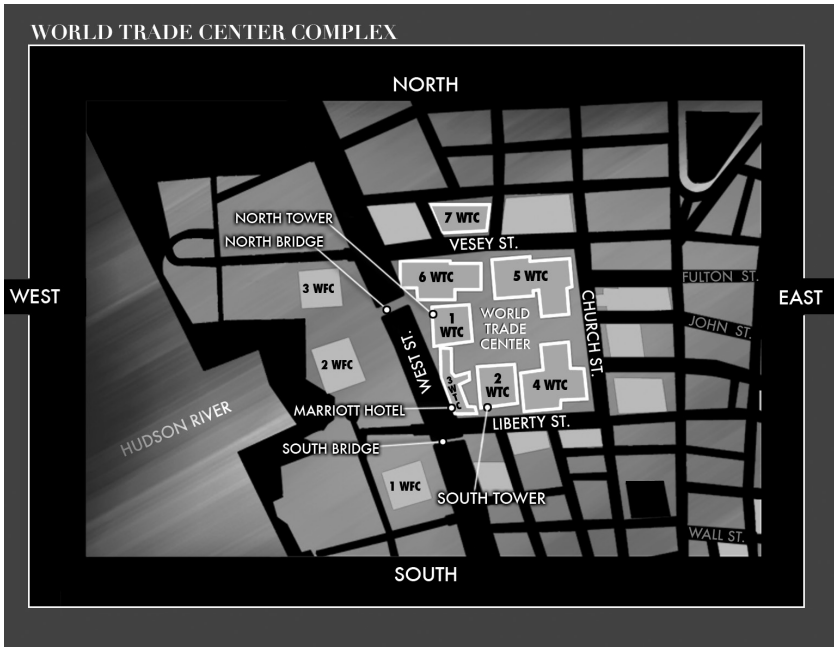 WORLD TRADE CENTER COMPLEX
NORTH
NORTH TOWER
7 WTC
NORTH BRIDGE
VESEY ST.
6 WTC
5 WTC
FULTON ST.
WEST
3 WFC
EAST
1
WTC
WORLD
TRADE
CENTER
CHURCH ST.
JOHN ST.
WEST ST.
2 WFC
3
W
T
C
2
WTC
4 WTC
MARRIOTT HOTEL
HUDSON RIVER
LIBERTY ST.
SOUTH BRIDGE
1 WFC
SOUTH TOWER
WALL ST.
SOUTH